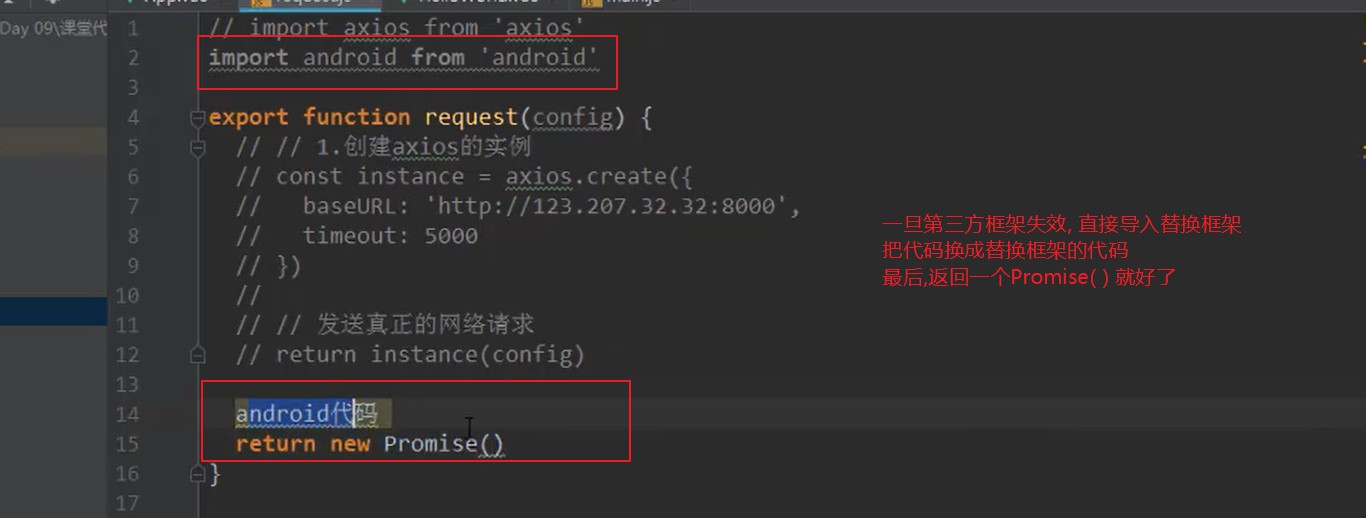 Day 09\课堂代
1 // import axios from 'axios'
2 import android from 'android'
3
4 export function request(config) {
5 // // 1.创建axios的实例
6 // const instance = axios.create({
7 //   baseURL: 'http://123.207.32.32:8000',
8 //   timeout: 5000
9 // })
10 //
11 // // 发送真正的网络请求
12 // return instance(config)
13
14 android代码
15 return new Promise()
16 }
17
一旦第三方框架失效, 直接导入替换框架
把代码换成替换框架的代码
最后,返回一个Promise( ) 就好了